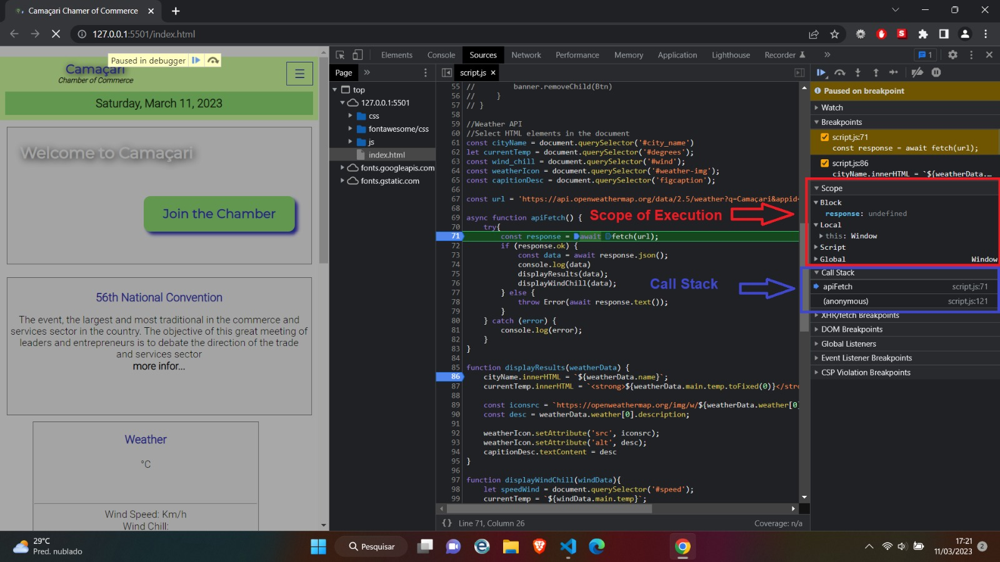 Camaçari Chamer of Commerce
127.0.0.1:5501/index.html
S
Paused in debugger
Camaçari
Chamber of Commerce
Saturday, March 11, 2023
Welcome to Camaçari
Join the Chamber
56th National Convention
The event, the largest and most traditional in the commerce and
services sector in the country. The objective of this great meeting of
leaders and entrepreneurs is to debate the direction of the trade
and services sector
more infor...
Weather
°C
Wind Speed: Km/h
Wind Chill:
Elements Console Sources Network Performance Memory Application Lighthouse Recorder 1
Page
top
127.0.0.1:5501
css
fontawesome/css
js
index.html
fonts.googleapis.com
fonts.gstatic.com
script.js
55 // banner.removeChild(Btn)
56 // }
57 // }
58
59 //Weather API
60 //Select HTML elements in the document
61 const cityName = document.querySelector('#city_name')
62 let currentTemp = document.querySelector('#degrees');
63 const wind_chill = document.querySelector('#wind');
64 const weatherIcon = document.querySelector('#weather-img');
65 const capitionDesc = document.querySelector('figcaption');
66
67 const url = 'https://api.openweathermap.org/data/2.5/weather?q=Camaçari&appid=
68
69 async function apiFetch() {
70 try{
71 const response = await fetch(url);
72 if (response.ok) {
73 const data = await response.json();
74 console.log(data)
75 displayResults(data);
76 displayWindChill(data);
77 } else {
78 throw Error(await response.text());
79 }
80 } catch (error) {
81 console.log(error);
82 }
83 }
84
85 function displayResults(weatherData) {
86 cityName.innerHTML = `${weatherData.name}`;
87 currentTemp.innerHTML = `<strong>${weatherData.main.temp.toFixed(0)}</stro
88
89 const iconsrc = `https://openweathermap.org/img/w/${weatherData.weather[0]
90 const desc = weatherData.weather[0].description;
91
92 weatherIcon.setAttribute('src', iconsrc);
93 weatherIcon.setAttribute('alt', desc);
94 capitionDesc.textContent = desc
95 }
96
97 function displayWindChill(windData){
98 let speedWind = document.querySelector('#speed');
99 currentTemp = `${windData.main.temp}`;
Scope of Execution
Call Stack
{} Line 71, Column 26
Coverage: n/a
Paused on breakpoint
Watch
Breakpoints
script.js:71
const response = await fetch(url);
script.js:86
cityName.innerHTML = `${weatherData.…
Scope
Block
response: undefined
Local
this: Window
Script
Global Window
Call Stack
apiFetch script.js:71
(anonymous) script.js:121
XHR/fetch Breakpoints
DOM Breakpoints
Global Listeners
Event Listener Breakpoints
CSP Violation Breakpoints
29°C
Pred. nublado
Pesquisar
17:21
11/03/2023
2